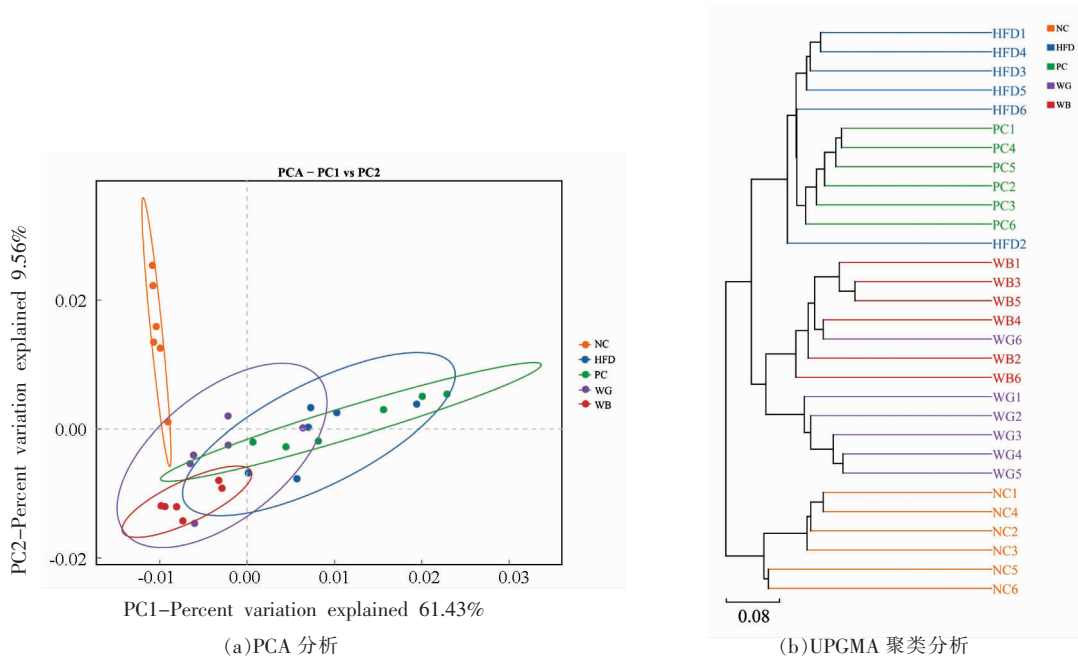 PCA - PC1 vs PC2
PC2-Percent variation explained 9.56%
0.02
0.00
-0.02
-0.01
0.00
0.01
0.02
0.03
PC1-Percent variation explained 61.43%
NC
HFD
PC
WG
WB
(a)PCA 分析
HFD1
HFD4
HFD3
HFD5
HFD6
PC1
PC4
PC5
PC2
PC3
PC6
HFD2
WB1
WB3
WB5
WB4
WG6
WB2
WB6
WG1
WG2
WG3
WG4
WG5
NC1
NC4
NC2
NC3
NC5
NC6
NC
HFD
PC
WG
WB
0.08
(b)UPGMA 聚类分析